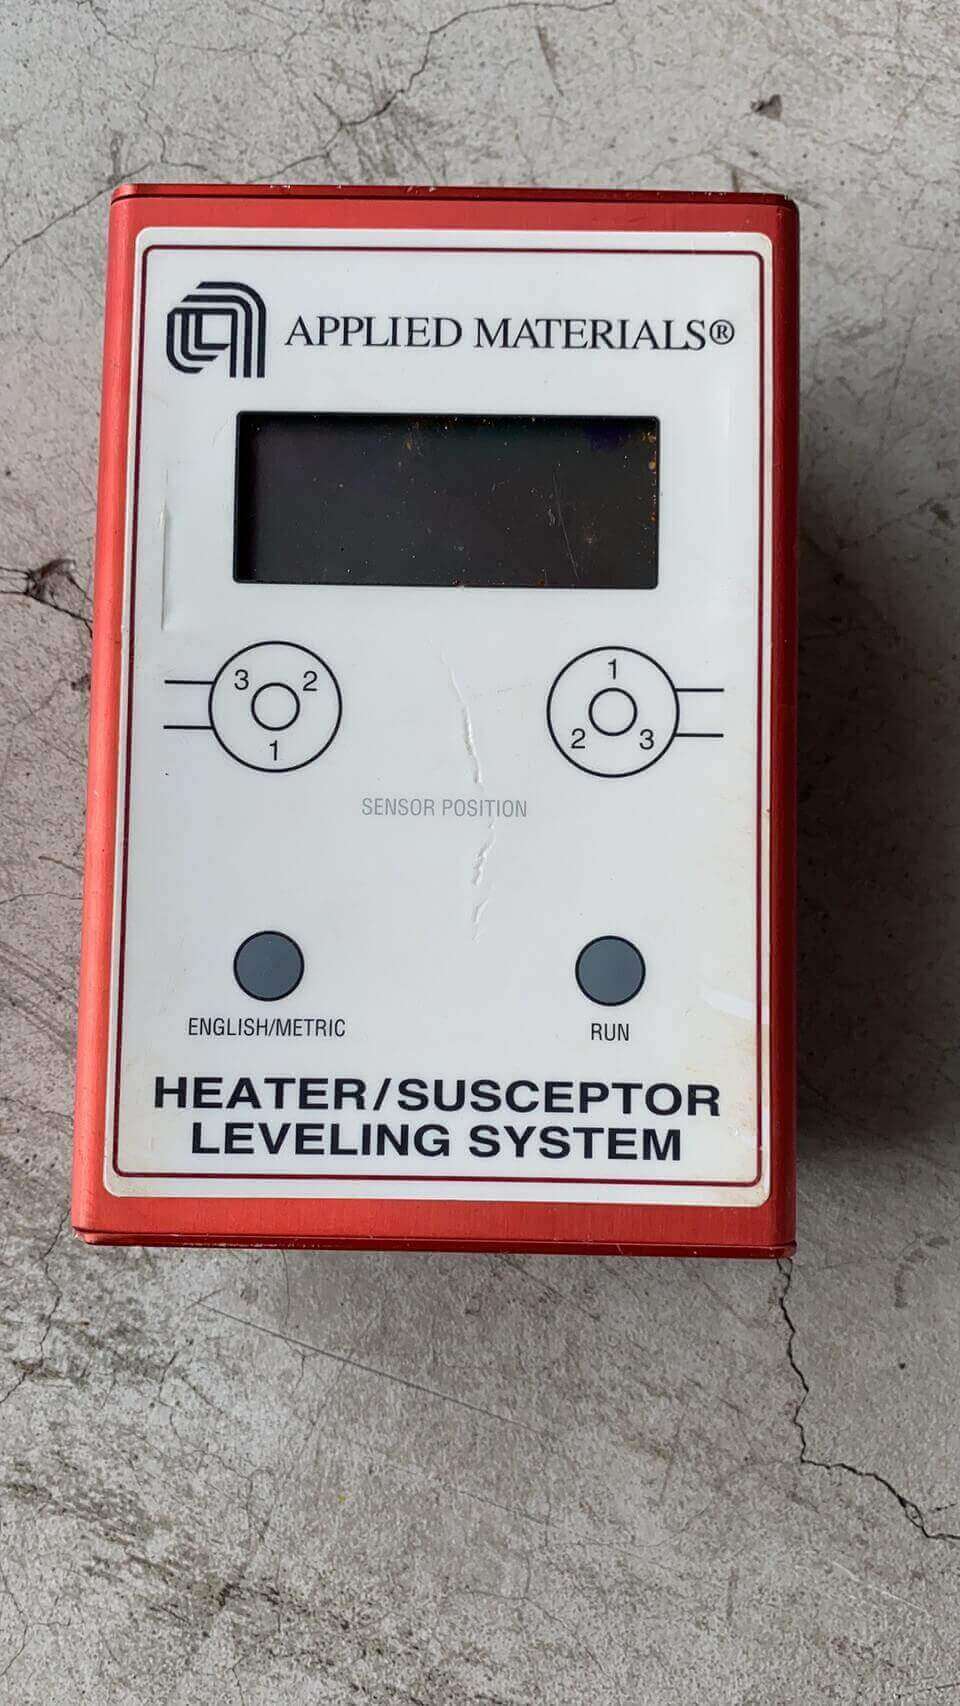 APPLIED MATERIALS®
3 2
1
1
2 3
SENSOR POSITION
ENGLISH/METRIC
RUN
HEATER/SUSCEPTOR
LEVELING SYSTEM